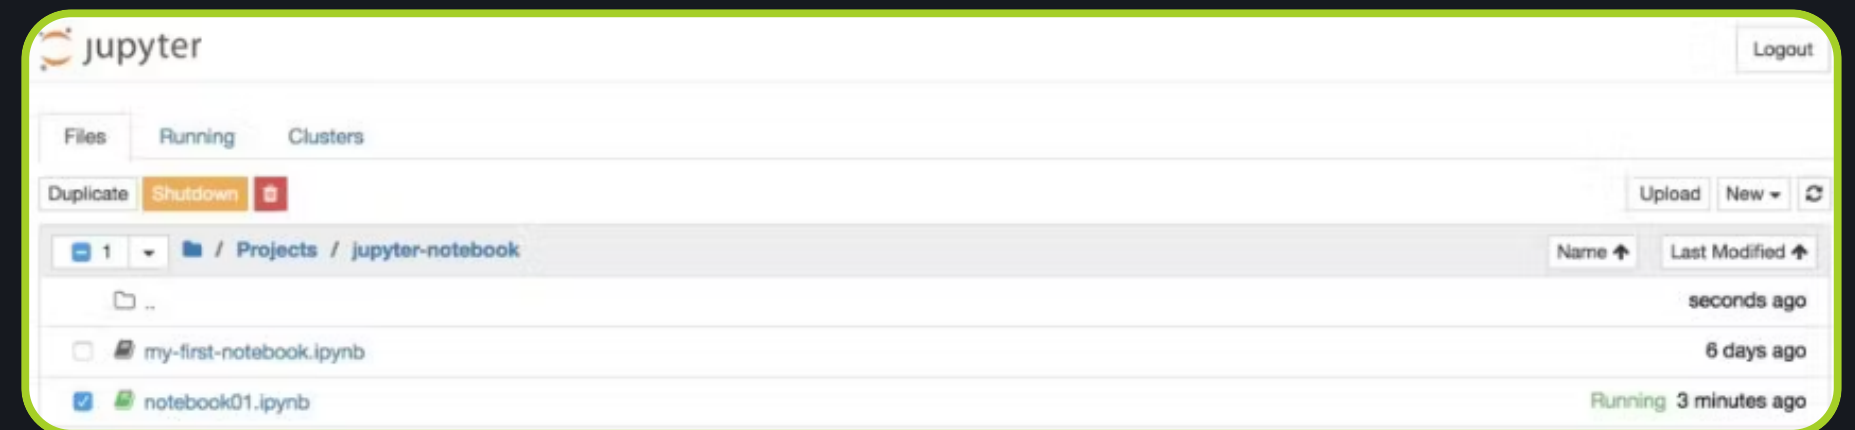 jupyter Logout
Files Running Clusters
Duplicate Shutdown Upload New
1 / Projects / jupyter-notebook Name Last Modified
.. seconds ago
my-first-notebook.ipynb 6 days ago
notebook01.ipynb Running 3 minutes ago